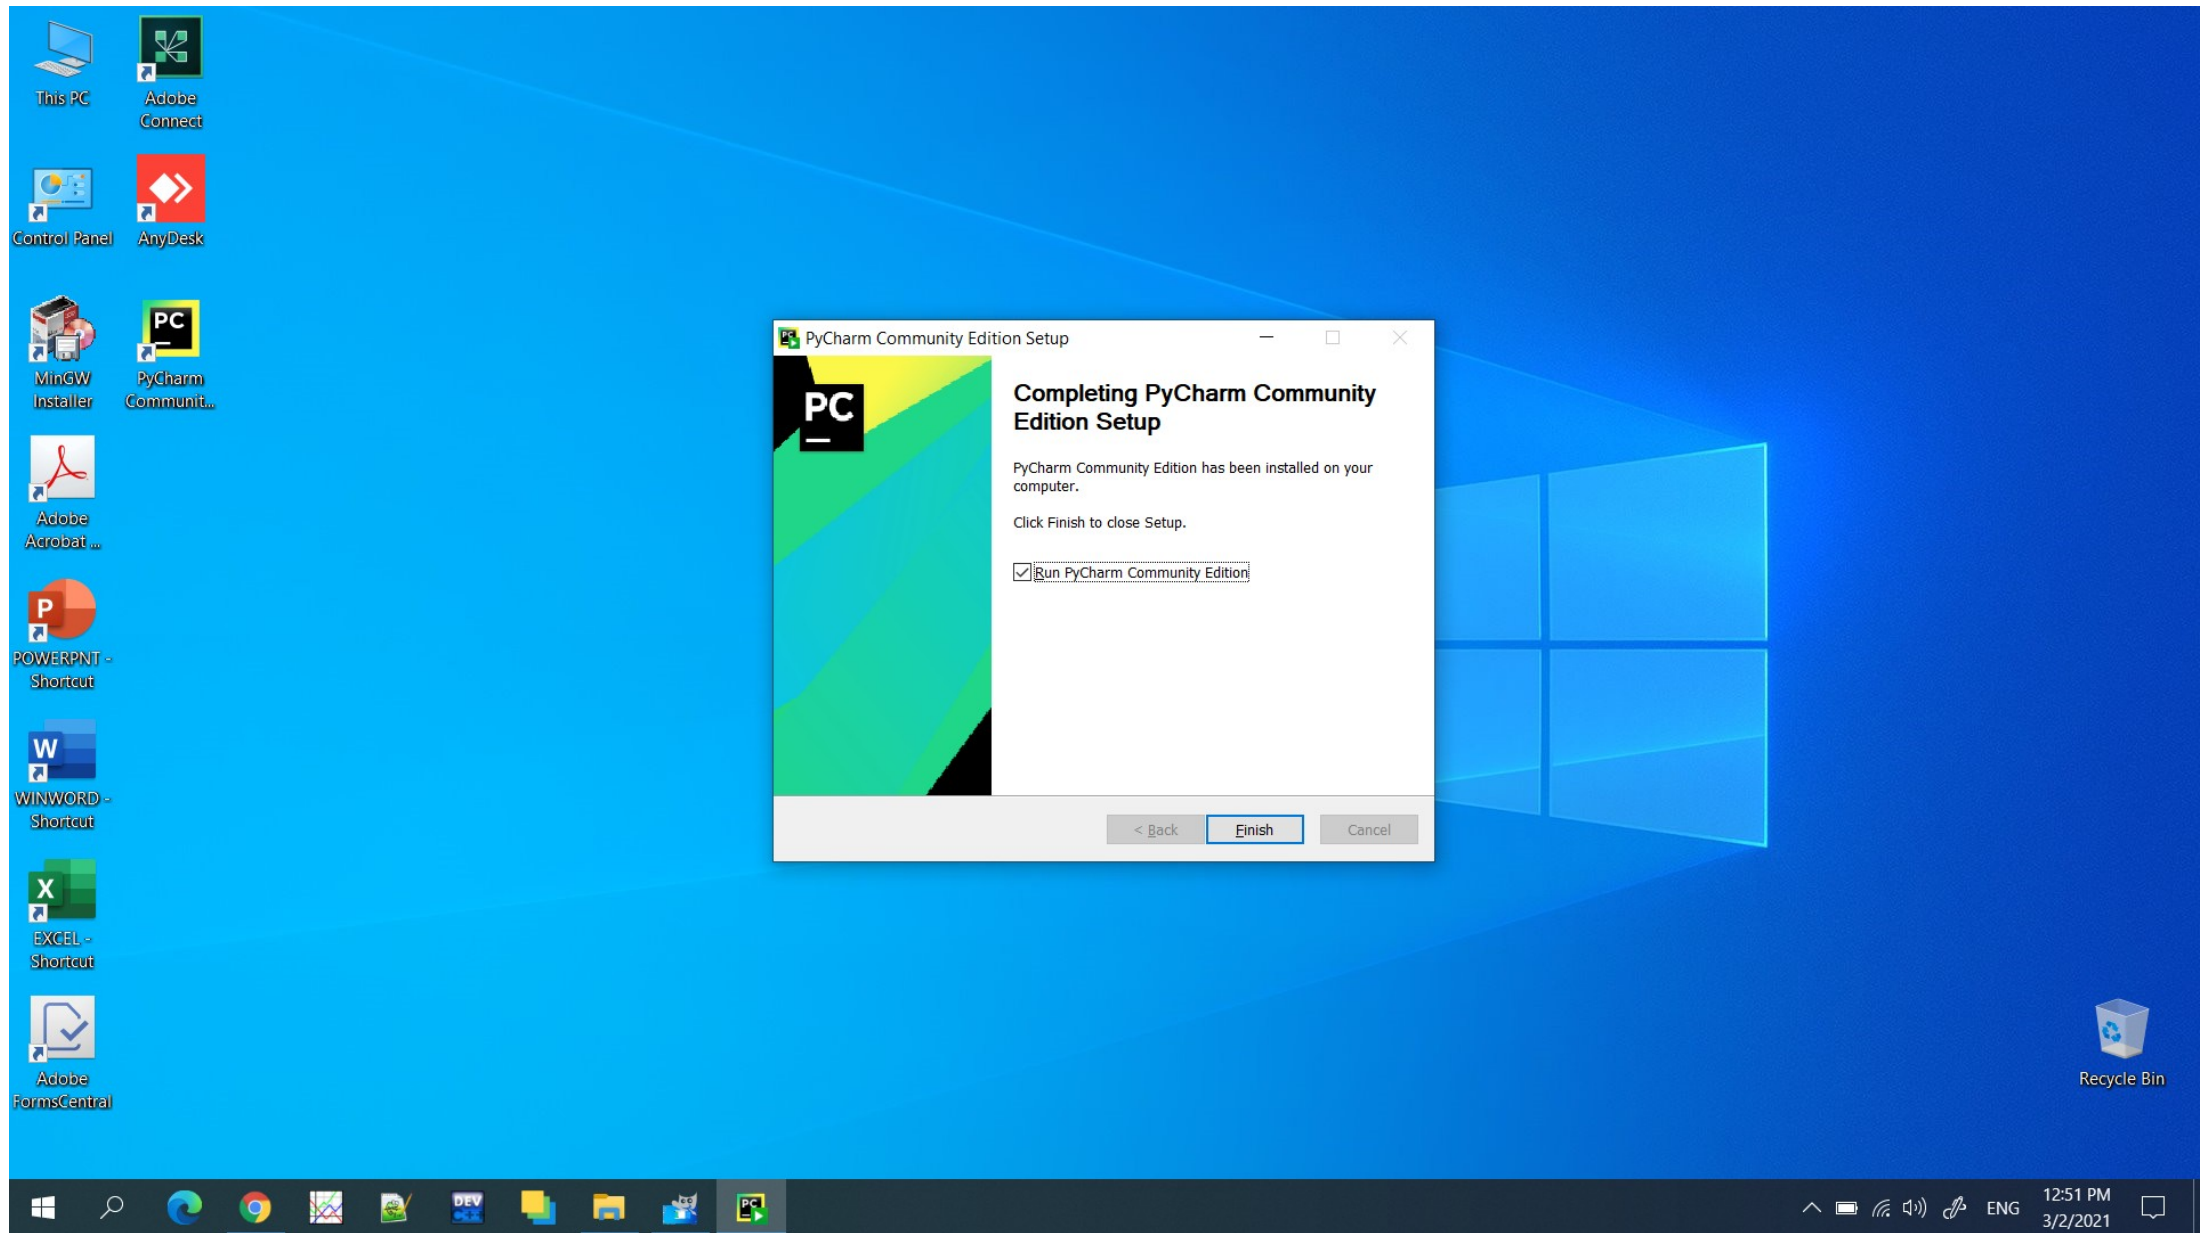 This PC
Adobe
Connect
Control Panel
AnyDesk
MinGW
Installer
PC
PyCharm
Communit...
Adobe
Acrobat ...
P
POWERPNT -
Shortcut
W
WINWORD -
Shortcut
X
EXCEL -
Shortcut
Adobe
FormsCentral
PyCharm Community Edition Setup
PC
Completing PyCharm Community
Edition Setup
PyCharm Community Edition has been installed on your
computer.
Click Finish to close Setup.
Run PyCharm Community Edition
< Back
Finish
Cancel
Recycle Bin
DEV
C++
PC
ENG
12:51 PM
3/2/2021